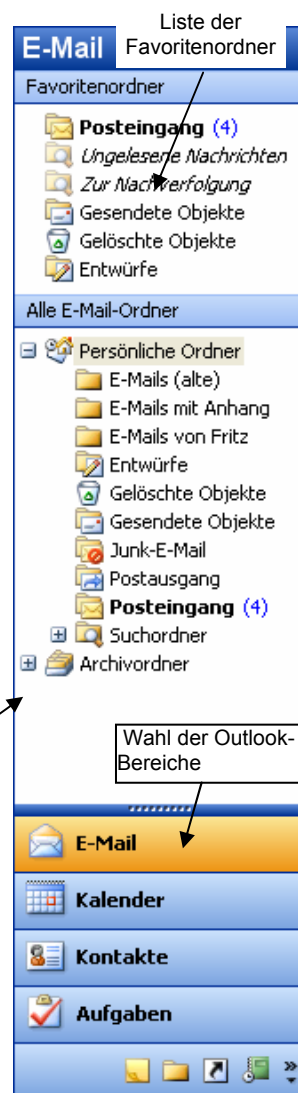 Liste der
Favoritenordner
E-Mail
Favoritenordner
Posteingang (4)
Ungelesene Nachrichten
Zur Nachverfolgung
Gesendete Objekte
Gelöschte Objekte
Entwürfe
Alle E-Mail-Ordner
Persönliche Ordner
E-Mails (alte)
E-Mails mit Anhang
E-Mails von Fritz
Entwürfe
Gelöschte Objekte
Gesendete Objekte
Junk-E-Mail
Postausgang
Posteingang (4)
Suchordner
Archivordner
Wahl der Outlook-
Bereiche
E-Mail
Kalender
Kontakte
Aufgaben